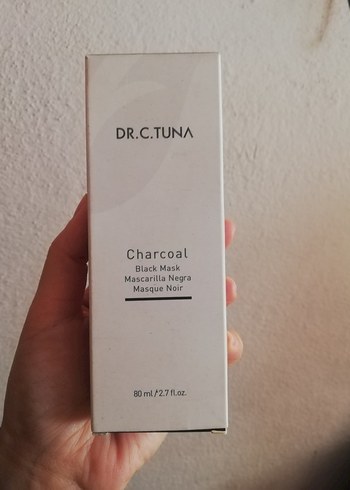 DR.C.TUNA
Charcoal
Black Mask
Mascarilla Negra
Masque Noir
80 ml/2.7 fl.oz.